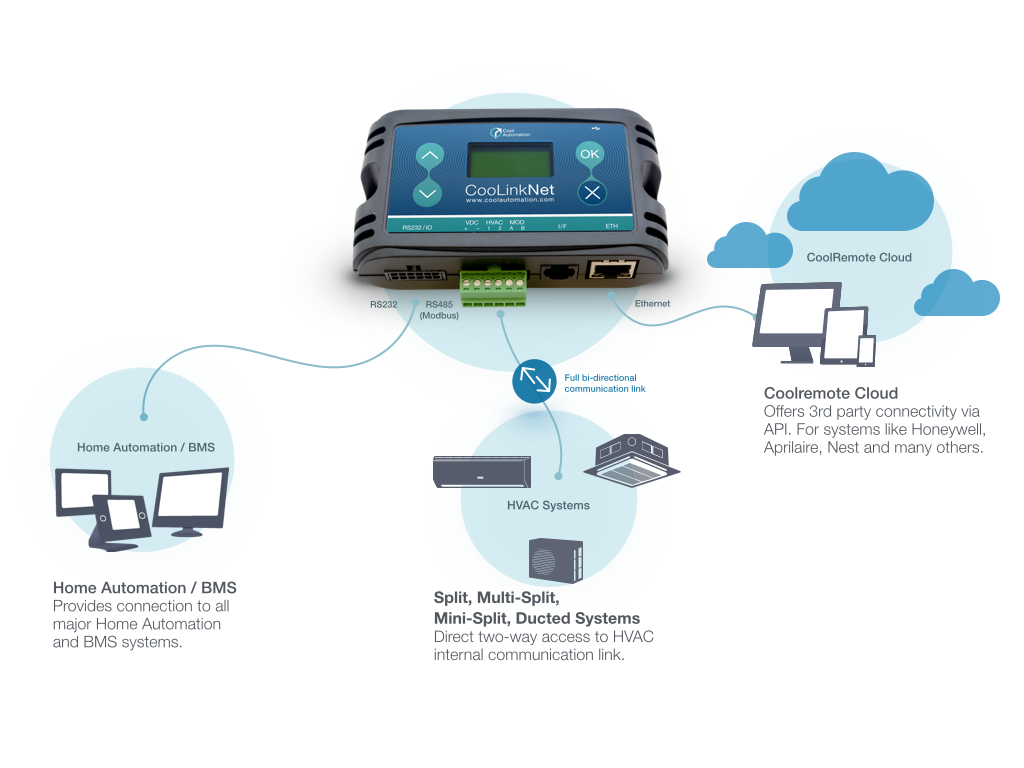 Cool
Automation
OK
CooLinkNet
www.coolautomation.com
RS232 / IO
VDC HVAC MOD
+ − 1 2 A B
I/F
ETH
RS232
RS485
(Modbus)
Ethernet
CoolRemote Cloud
Full bi-directional
communication link
Coolremote Cloud
Offers 3rd party connectivity via
API. For systems like Honeywell,
Aprilaire, Nest and many others.
Home Automation / BMS
HVAC Systems
Home Automation / BMS
Provides connection to all
major Home Automation
and BMS systems.
Split, Multi-Split,
Mini-Split, Ducted Systems
Direct two-way access to HVAC
internal communication link.